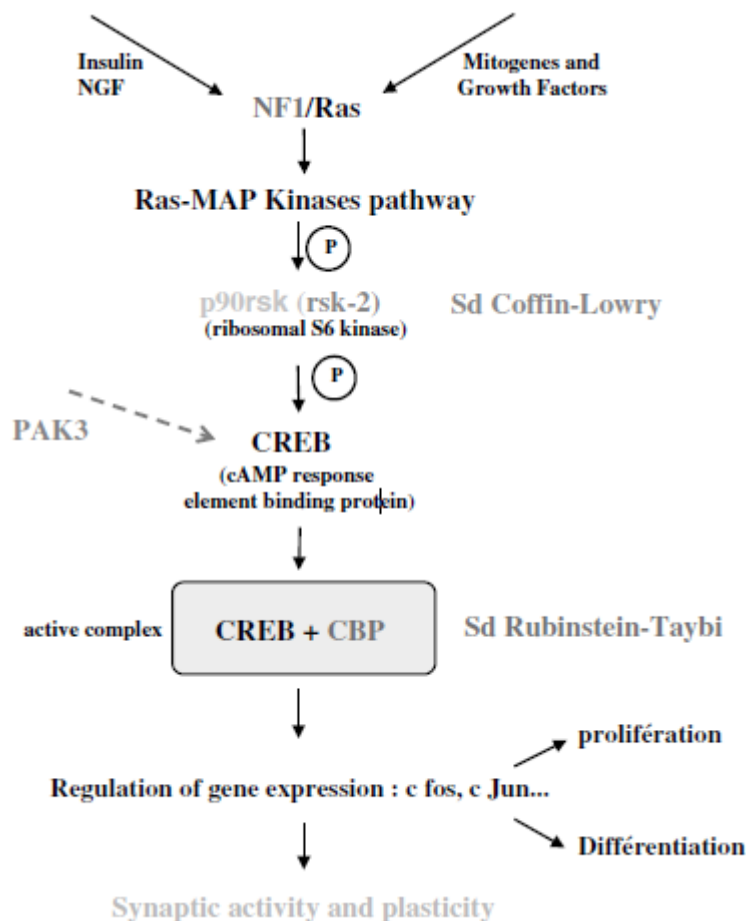 Insulin
NGF
Mitogenes and
Growth Factors
NF1/Ras
Ras-MAP Kinases pathway
P
p90rsk (rsk-2)
Sd Coffin-Lowry
(ribosomal S6 kinase)
P
PAK3
CREB
(cAMP response
element binding protein)
active complex
CREB + CBP
Sd Rubinstein-Taybi
prolifération
Regulation of gene expression : c fos, c Jun...
Différentiation
Synaptic activity and plasticity